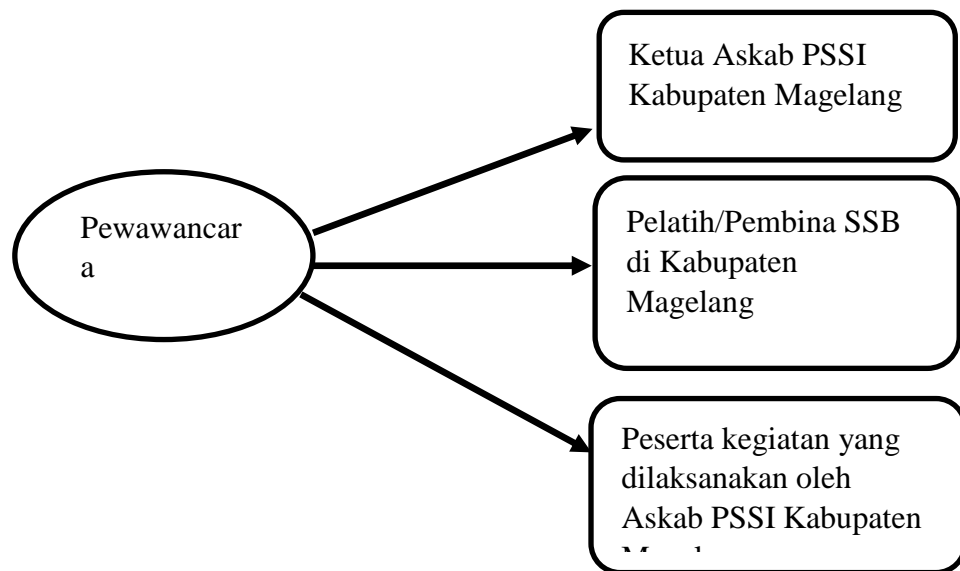 Ketua Askab PSSI
Kabupaten Magelang
Pewawancar
a
Pelatih/Pembina SSB
di Kabupaten
Magelang
Peserta kegiatan yang
dilaksanakan oleh
Askab PSSI Kabupaten